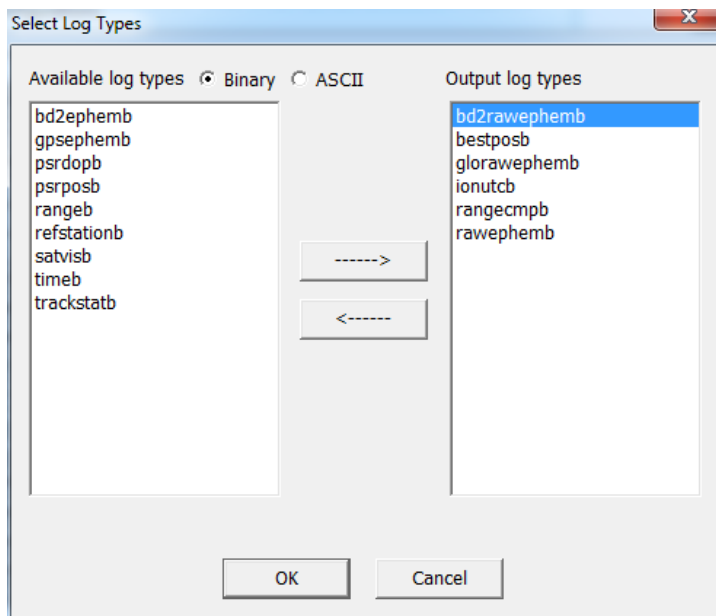 Select Log Types
Available log types Binary ASCII
bd2ephemb
gpsephemb
psrdopb
psrposb
rangeb
refstationb
satvisb
timeb
trackstatb
------>
<------
Output log types
bd2rawephemb
bestposb
glorawephemb
ionutcb
rangecmpb
rawephemb
OK
Cancel